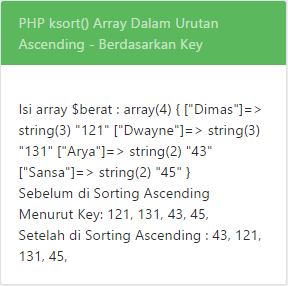 PHP ksort() Array Dalam Urutan
Ascending - Berdasarkan Key
Isi array $berat : array(4) { ["Dimas"]=>
string(3) "121" ["Dwayne"]=> string(3)
"131" ["Arya"]=> string(2) "43"
["Sansa"]=> string(2) "45" }
Sebelum di Sorting Ascending
Menurut Key: 121, 131, 43, 45,
Setelah di Sorting Ascending : 43, 121,
131, 45,